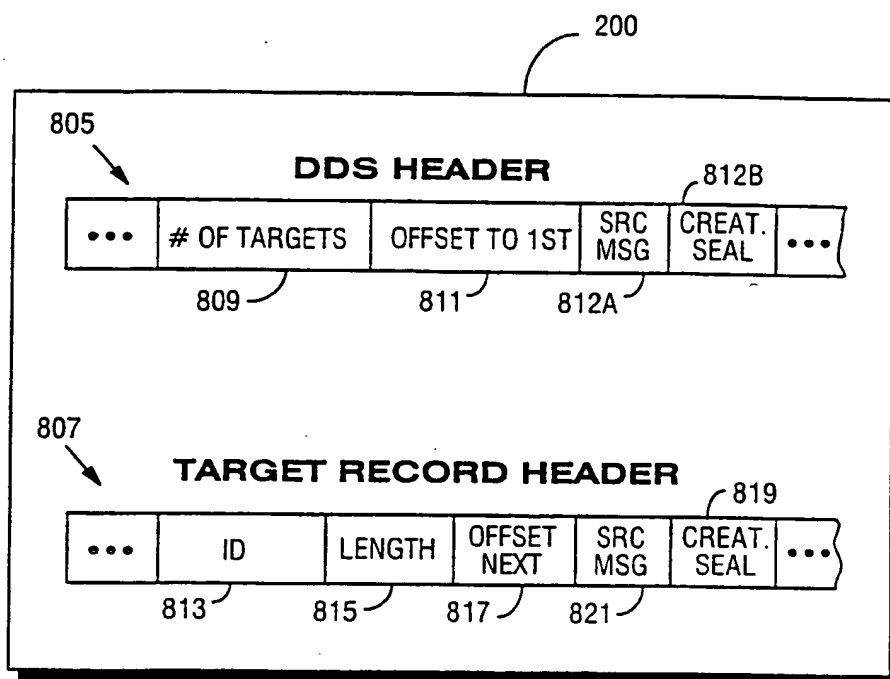 200
805
DDS HEADER
812B
••• # OF TARGETS OFFSET TO 1ST SRC MSG CREAT. SEAL •••
809 811 812A
807
TARGET RECORD HEADER
819
••• ID LENGTH OFFSET NEXT SRC MSG CREAT. SEAL •••
813 815 817 821